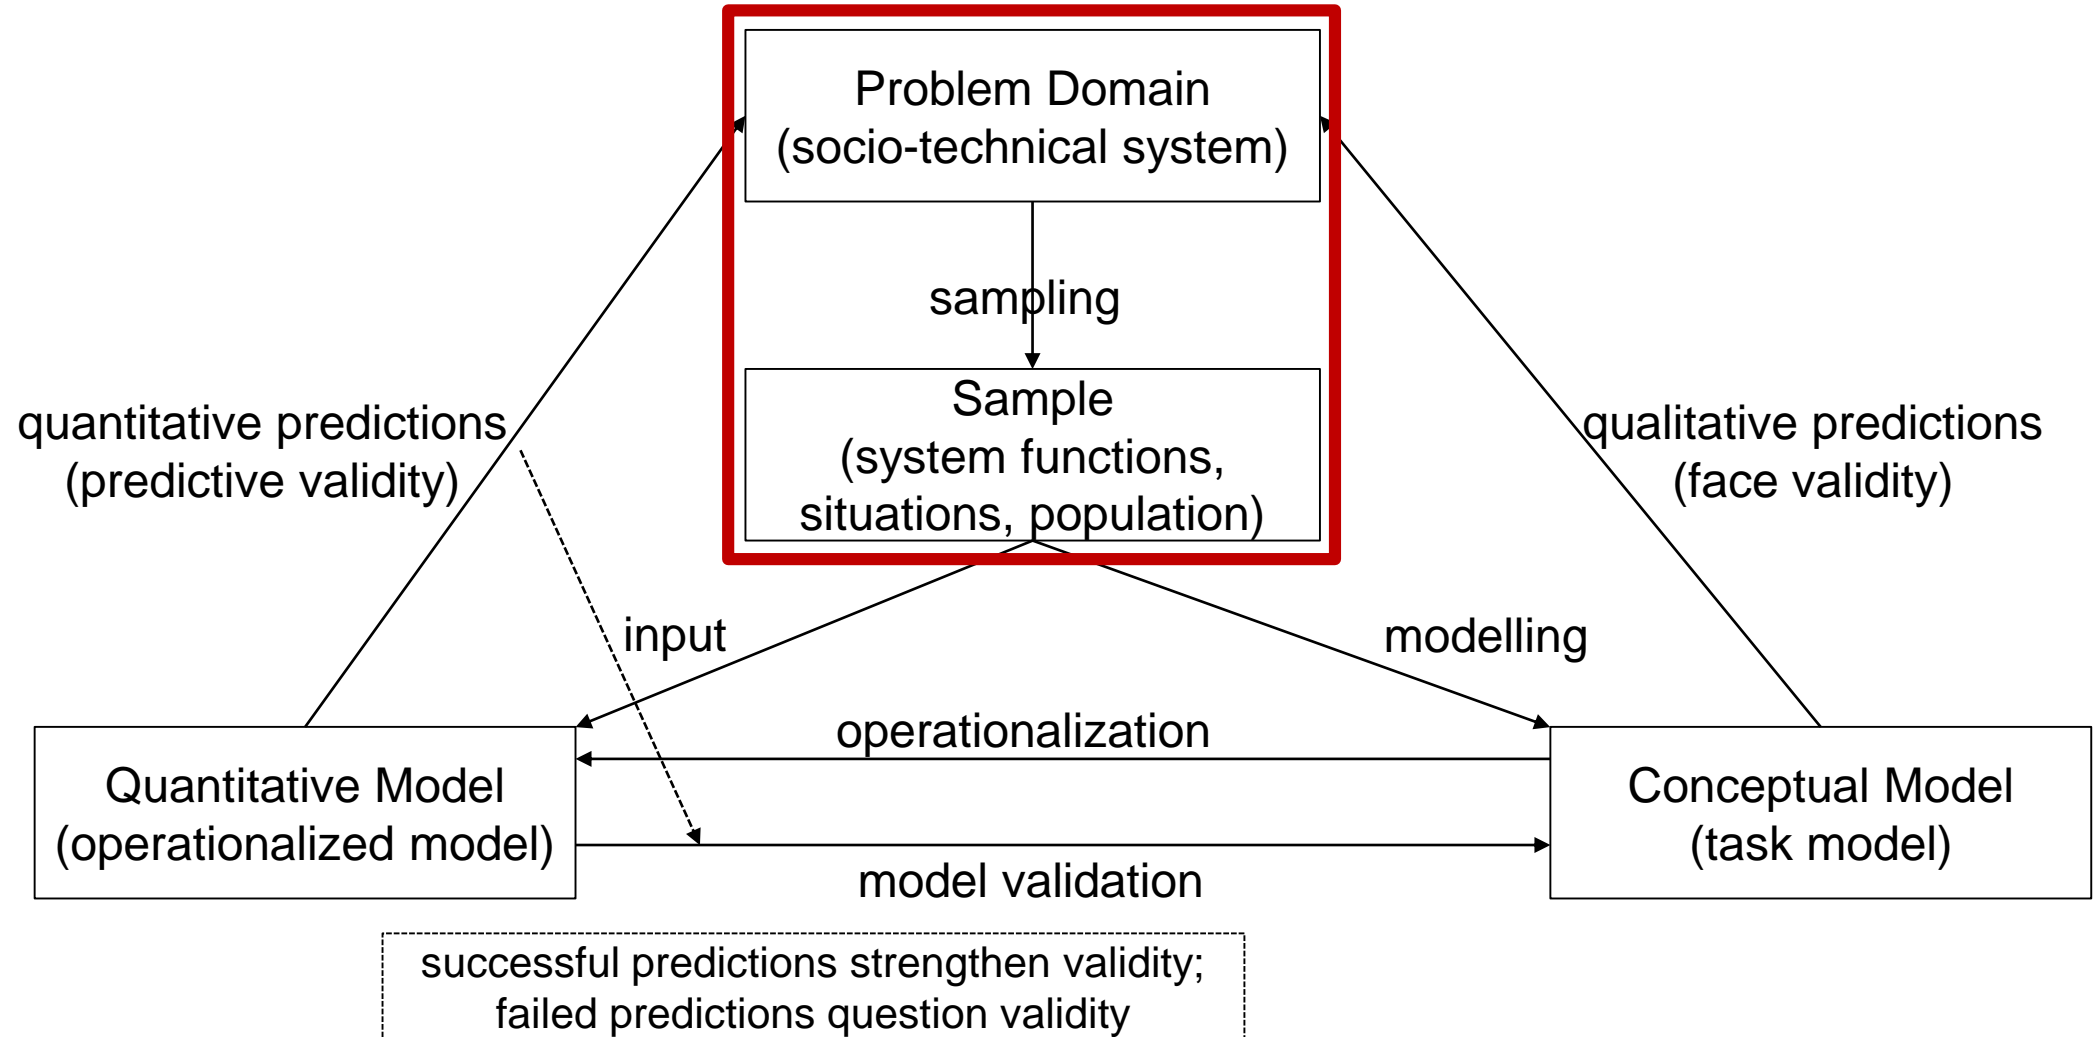 Problem Domain
(socio-technical system)
sampling
Sample
(system functions,
situations, population)
quantitative predictions
(predictive validity)
qualitative predictions
(face validity)
input
modelling
operationalization
Quantitative Model
(operationalized model)
Conceptual Model
(task model)
model validation
successful predictions strengthen validity;
failed predictions question validity